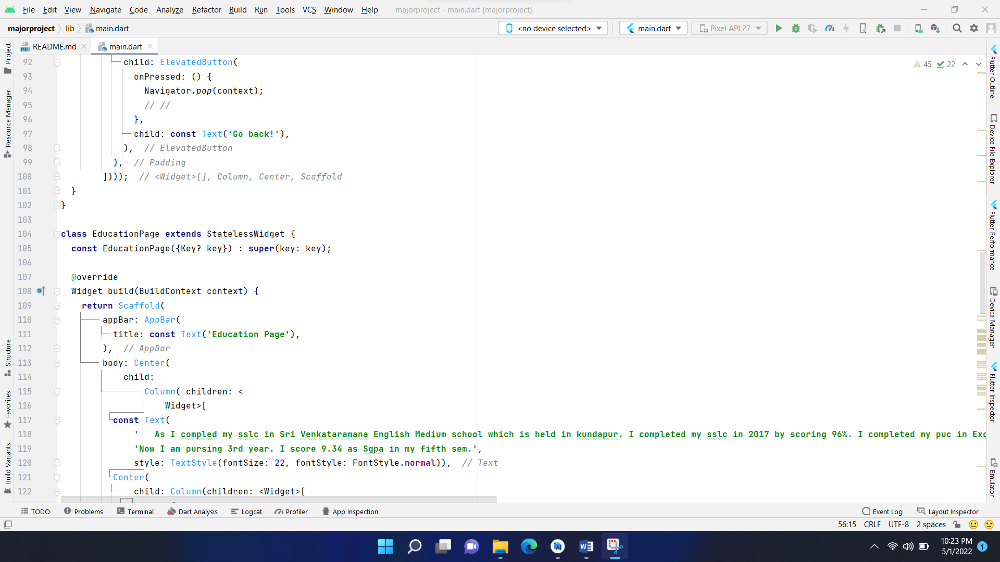 File Edit View Navigate Code Analyze Refactor Build Run Tools VCS Window Help majorproject - main.dart [majorproject]
majorproject lib main.dart <no device selected> main.dart Pixel API 27
README.md main.dart
92 child: ElevatedButton(
45 22
93 onPressed: () {
94 Navigator.pop(context);
95 // //
96 },
97 child: const Text('Go back!'),
98 ), // ElevatedButton
99 ), // Padding
100 ]))); // <Widget>[], Column, Center, Scaffold
101 }
102 }
103
104 class EducationPage extends StatelessWidget {
105 const EducationPage({Key? key}) : super(key: key);
106
107 @override
108 Widget build(BuildContext context) {
109 return Scaffold(
110 appBar: AppBar(
111 title: const Text('Education Page'),
112 ), // AppBar
113 body: Center(
114 child:
115 Column( children: <
116 Widget>[
117 const Text(
118 '   As I compled my sslc in Sri Venkataramana English Medium school which is held in kundapur. I completed my sslc in 2017 by scoring 96%. I completed my puc in Exc
119 'Now I am pursing 3rd year. I score 9.34 as Sgpa in my fifth sem.',
120 style: TextStyle(fontSize: 22, fontStyle: FontStyle.normal)), // Text
121 Center(
122 child: Column(children: <Widget>[
Project
Resource Manager
Structure
Favorites
Build Variants
Flutter Outline
Device File Explorer
Flutter Performance
Device Manager
Flutter Inspector
Emulator
TODO Problems Terminal Dart Analysis Logcat Profiler App Inspection Event Log Layout Inspector
56:15 CRLF UTF-8 2 spaces
10:23 PM
5/1/2022 1